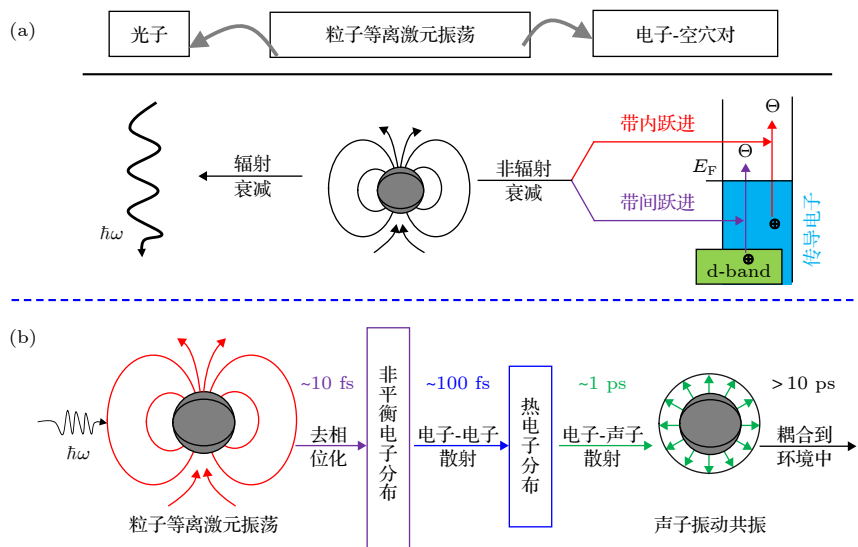 (a)
光子
粒子等离激元振荡
电子-空穴对
ħω
辐射
衰减
非辐射
衰减
带内跃进
带间跃进
E_F
Θ
Θ
⊕
⊕
d-band
传导电子
(b)
ħω
粒子等离激元振荡
~10 fs
去相
位化
非平衡电子分布
~100 fs
电子-电子
散射
热电子分布
~1 ps
电子-声子
散射
声子振动共振
>10 ps
耦合到
环境中